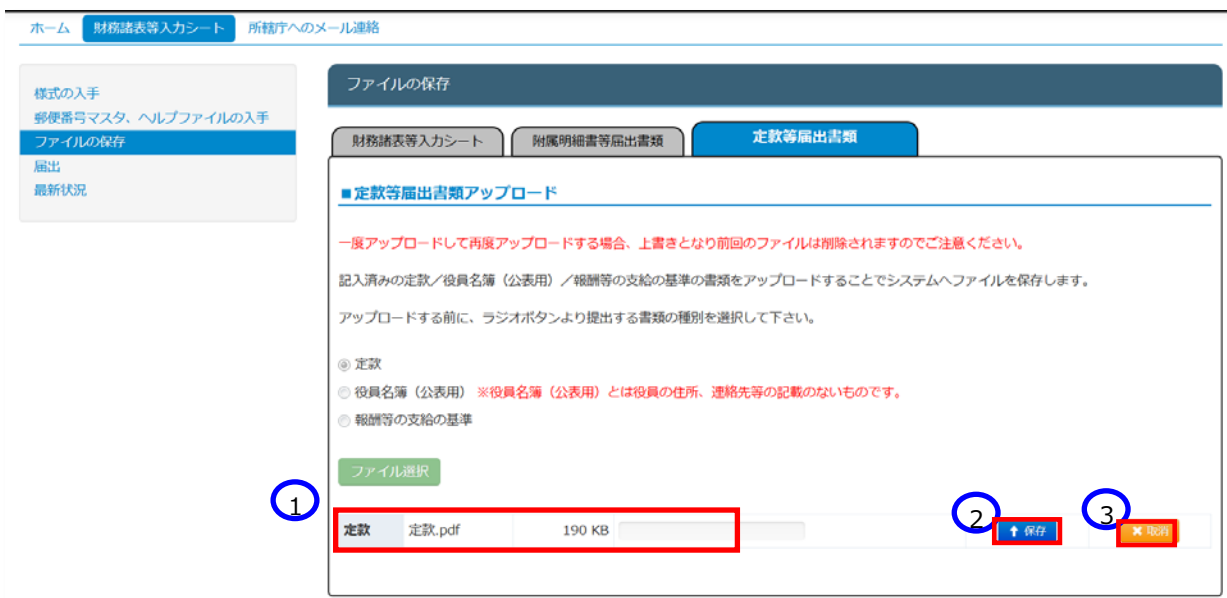 ホーム 財務諸表等入力シート 所轄庁へのメール連絡
様式の入手
郵便番号マスタ、ヘルプファイルの入手
ファイルの保存
届出
最新状況
ファイルの保存
財務諸表等入力シート 附属明細書等届出書類 定款等届出書類
■定款等届出書類アップロード
一度アップロードして再度アップロードする場合、上書きとなり前回のファイルは削除されますのでご注意ください。
記入済みの定款／役員名簿（公表用）／報酬等の支給の基準の書類をアップロードすることでシステムへファイルを保存します。
アップロードする前に、ラジオボタンより提出する書類の種別を選択して下さい。
定款
役員名簿（公表用） ※役員名簿（公表用）とは役員の住所、連絡先等の記載のないものです。
報酬等の支給の基準
ファイル選択
1 2 3
定款 定款.pdf 190 KB 保存 取消